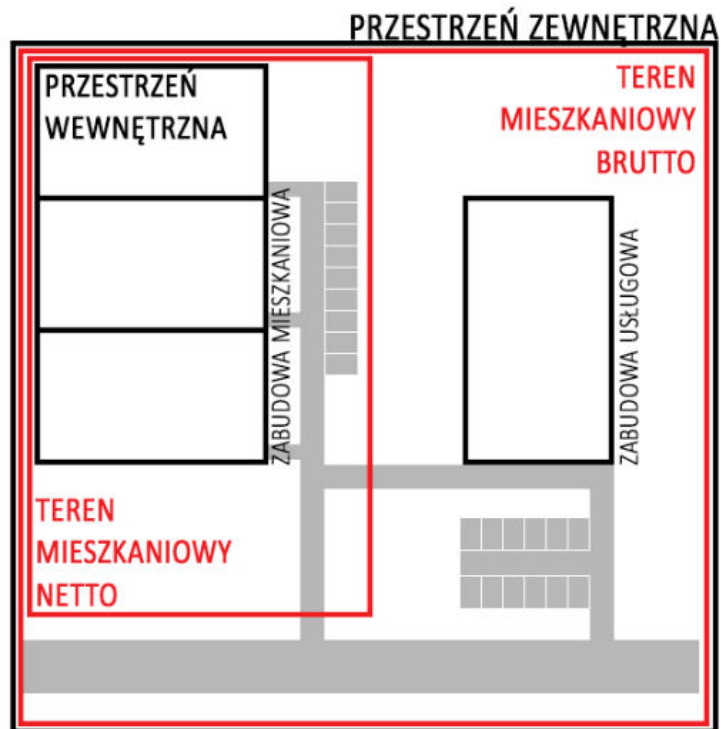 PRZESTRZEŃ ZEWNĘTRZNA
PRZESTRZEŃ
WEWNĘTRZNA
TEREN
MIESZKANIOWY
BRUTTO
ZABUDOWA MIESZKANIOWA
ZABUDOWA USŁUGOWA
TEREN
MIESZKANIOWY
NETTO